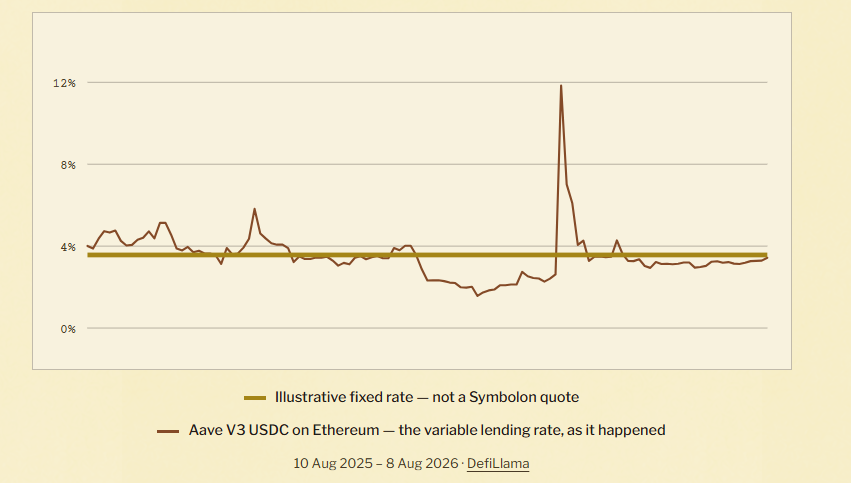 12%
8%
4%
0%
Illustrative fixed rate — not a Symbolon quote
Aave V3 USDC on Ethereum — the variable lending rate, as it happened
10 Aug 2025 – 8 Aug 2026 · DefiLlama